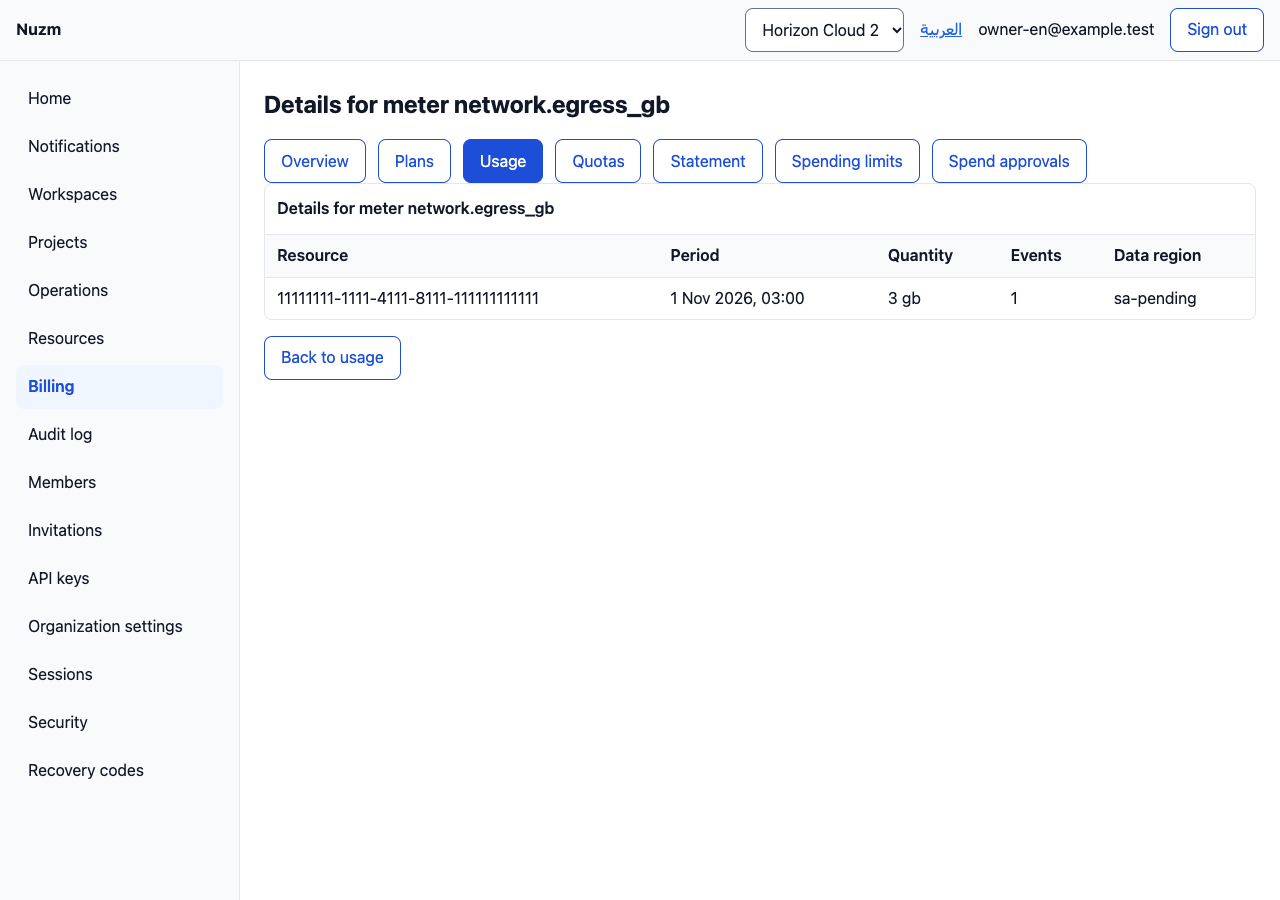 Nuzm
Horizon Cloud 2
العربية
owner-en@example.test
Sign out
Home
Notifications
Workspaces
Projects
Operations
Resources
Billing
Audit log
Members
Invitations
API keys
Organization settings
Sessions
Security
Recovery codes
Details for meter network.egress_gb
Overview Plans Usage Quotas Statement Spending limits Spend approvals
Details for meter network.egress_gb
Resource Period Quantity Events Data region
11111111-1111-4111-8111-111111111111 1 Nov 2026, 03:00 3 gb 1 sa-pending
Back to usage